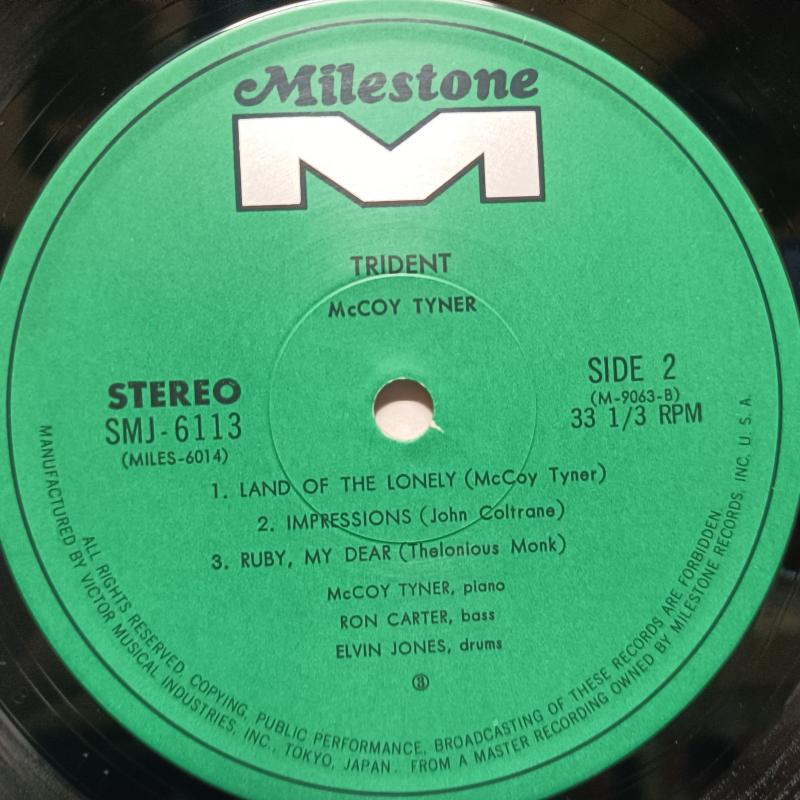 Milestone
M
TRIDENT
McCOY TYNER
STEREO
SMJ-6113
(MILES-6014)
SIDE 2
(M-9063-B)
33 1/3 RPM
1. LAND OF THE LONELY (McCoy Tyner)
2. IMPRESSIONS (John Coltrane)
3. RUBY, MY DEAR (Thelonious Monk)
McCOY TYNER, piano
RON CARTER, bass
ELVIN JONES, drums
ALL RIGHTS RESERVED. COPYING, PUBLIC PERFORMANCE, BROADCASTING OF THESE RECORDS ARE FORBIDDEN.
MANUFACTURED BY VICTOR MUSICAL INDUSTRIES, INC., TOKYO, JAPAN. FROM A MASTER RECORDING OWNED BY MILESTONE RECORDS, INC. U. S. A.